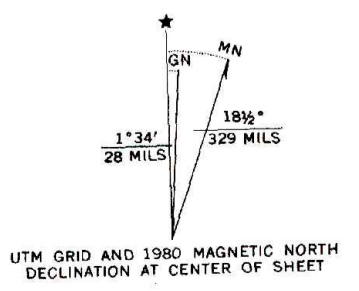 MN
GN
18½°
329 MILS
1°34'
28 MILS
UTM GRID AND 1980 MAGNETIC NORTH
DECLINATION AT CENTER OF SHEET